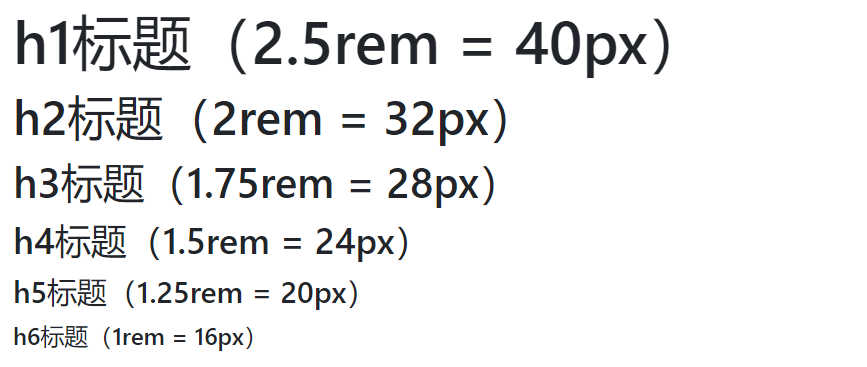 h1标题（2.5rem = 40px）
h2标题（2rem = 32px）
h3标题（1.75rem = 28px）
h4标题（1.5rem = 24px）
h5标题（1.25rem = 20px）
h6标题（1rem = 16px）